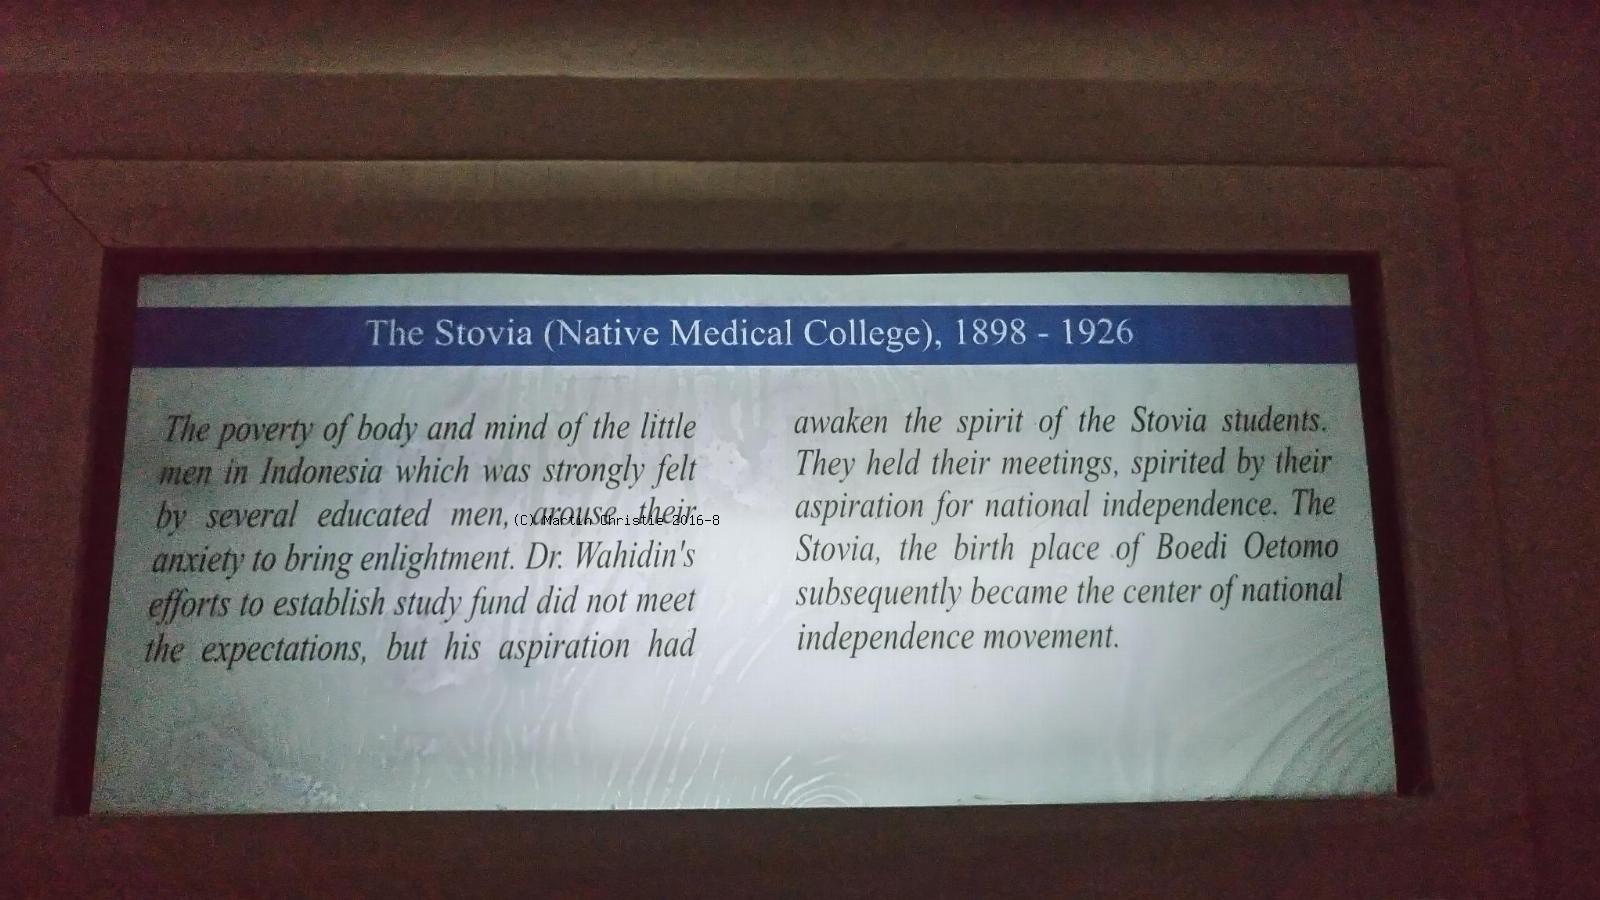 The Stovia (Native Medical College), 1898 - 1926
The poverty of body and mind of the little
men in Indonesia which was strongly felt
by several educated men, arouse their
anxiety to bring enlightment. Dr. Wahidin's
efforts to establish study fund did not meet
the expectations, but his aspiration had
awaken the spirit of the Stovia students.
They held their meetings, spirited by their
aspiration for national independence. The
Stovia, the birth place of Boedi Oetomo
subsequently became the center of national
independence movement.
(C) Martin Christie 2016-8